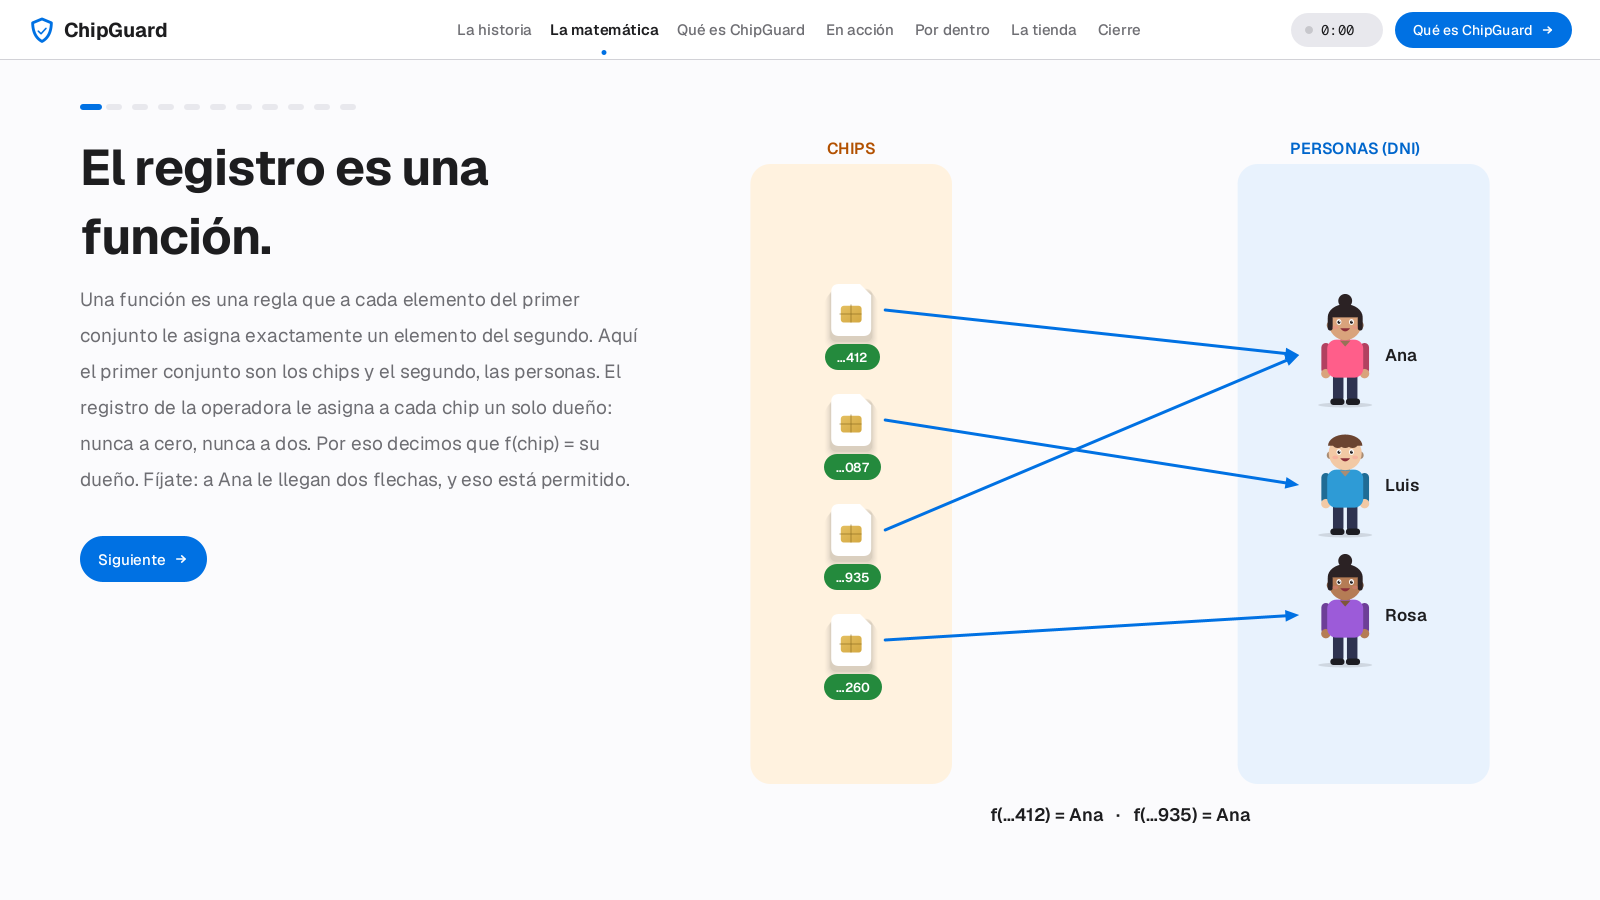 ChipGuard
La historia
La matemática
Qué es ChipGuard
En acción
Por dentro
La tienda
Cierre
0:00
Qué es ChipGuard →
El registro es una
función.
Una función es una regla que a cada elemento del primer
conjunto le asigna exactamente un elemento del segundo. Aquí
el primer conjunto son los chips y el segundo, las personas. El
registro de la operadora le asigna a cada chip un solo dueño:
nunca a cero, nunca a dos. Por eso decimos que f(chip) = su
dueño. Fíjate: a Ana le llegan dos flechas, y eso está permitido.
Siguiente →
CHIPS
...412
...087
...935
...260
PERSONAS (DNI)
Ana
Luis
Rosa
f(...412) = Ana · f(...935) = Ana